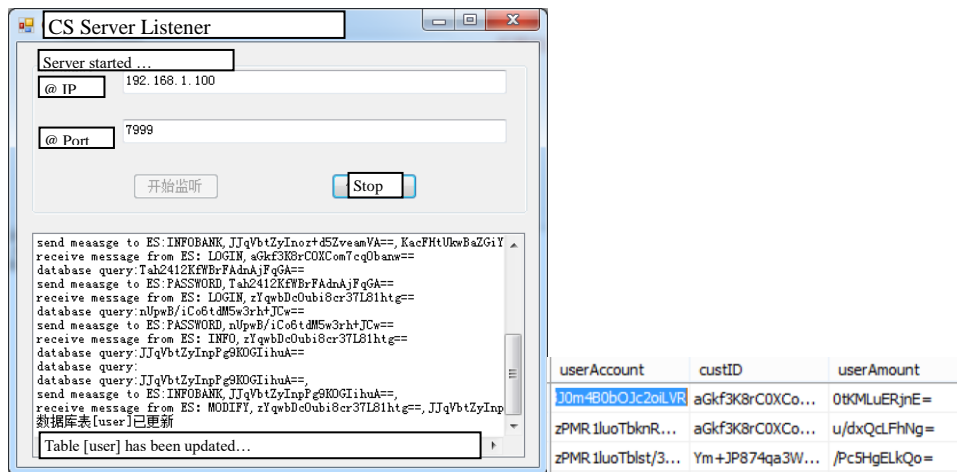 CS Server Listener
Server started …
@ IP
192.168.1.100
@ Port
7999
开始监听
Stop
send meaasge to ES:INFOBANK,JJqVbtZyInoz+d5ZveamVA==,KacFHtUkwBaZGiY
receive message from ES: LOGIN,aGkf3K8rC0XCom7cqObanw==
database query:Tah2412KfWBrFAdnAjFqGA==
send meaasge to ES:PASSWORD,Tah2412KfWBrFAdnAjFqGA==
receive message from ES: LOGIN,zYqwbDcOubi8cr37L81htg==
database query:nUpwB/iCo6tdM5w3rh+JCw==
send meaasge to ES:PASSWORD,nUpwB/iCo6tdM5w3rh+JCw==
receive message from ES: INFO,zYqwbDcOubi8cr37L81htg==
database query:JJqVbtZyInpPg9KOGIihuA==
database query:
database query:JJqVbtZyInpPg9KOGIihuA==,
send meaasge to ES:INFOBANK,JJqVbtZyInpPg9KOGIihuA==,
receive message from ES: MODIFY,zYqwbDcOubi8cr37L81htg==,JJqVbtZyInp
数据库表[user]已更新
Table [user] has been updated…
userAccount custID userAmount
J0m4B0bOJc2oiLVR aGkf3K8rC0XCo... 0tKMLuERjnE=
zPMR1luoTbknR... aGkf3K8rC0XCo... u/dxQcLFhNg=
zPMR1luoTblst/3... Ym+JP874qa3W... /Pc5HgELkQo=